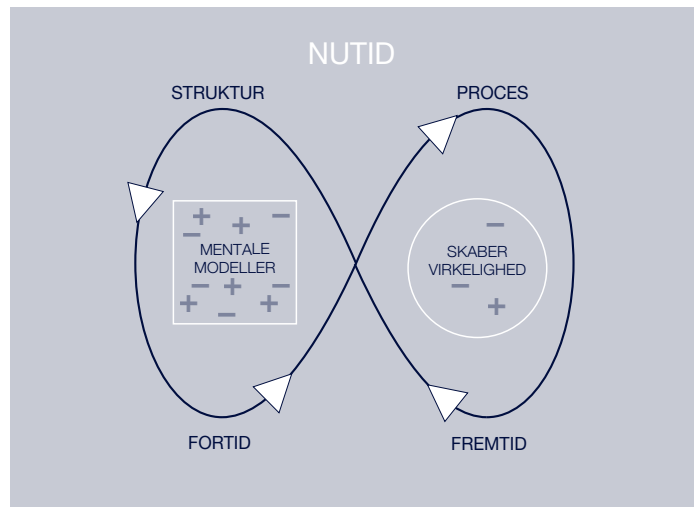 NUTID
STRUKTUR
PROCES
+ + −
−
MENTALE
MODELLER
− + −
+ − +
−
SKABER
VIRKELIGHED
−
+
FORTID
FREMTID